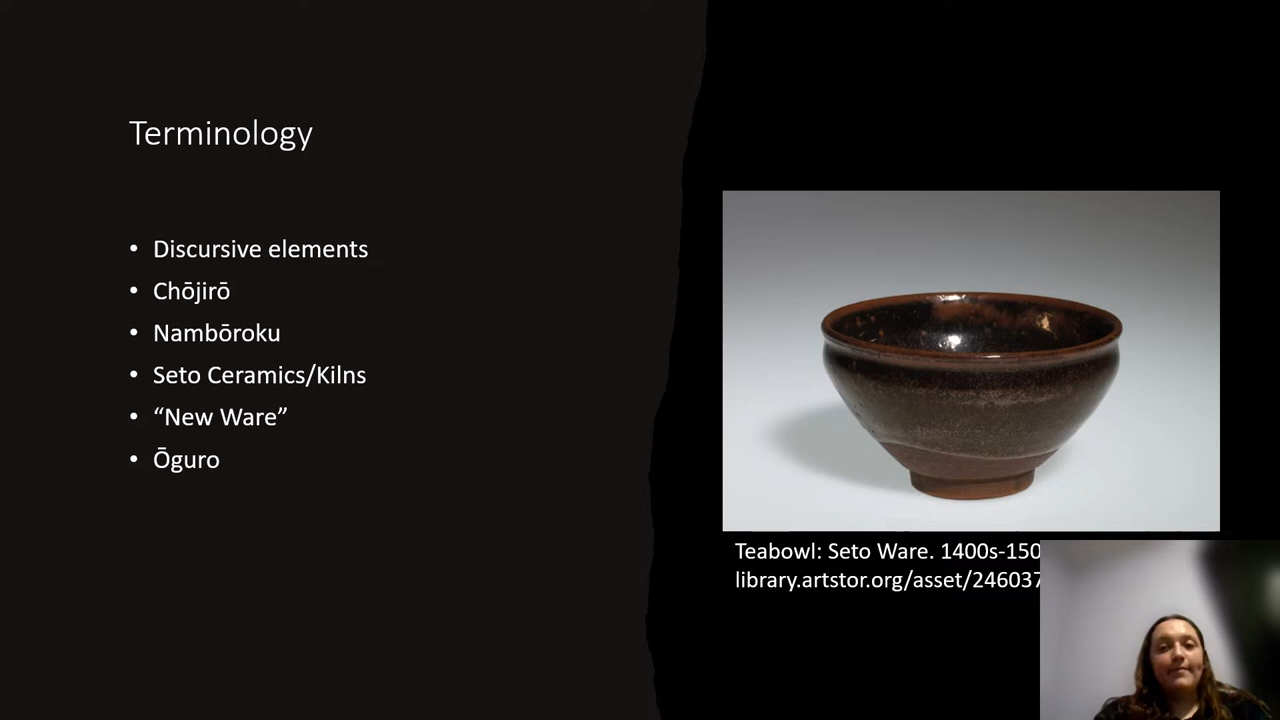 Terminology
• Discursive elements
• Chōjirō
• Nambōroku
• Seto Ceramics/Kilns
• “New Ware”
• Ōguro
Teabowl: Seto Ware. 1400s-150
library.artstor.org/asset/246037